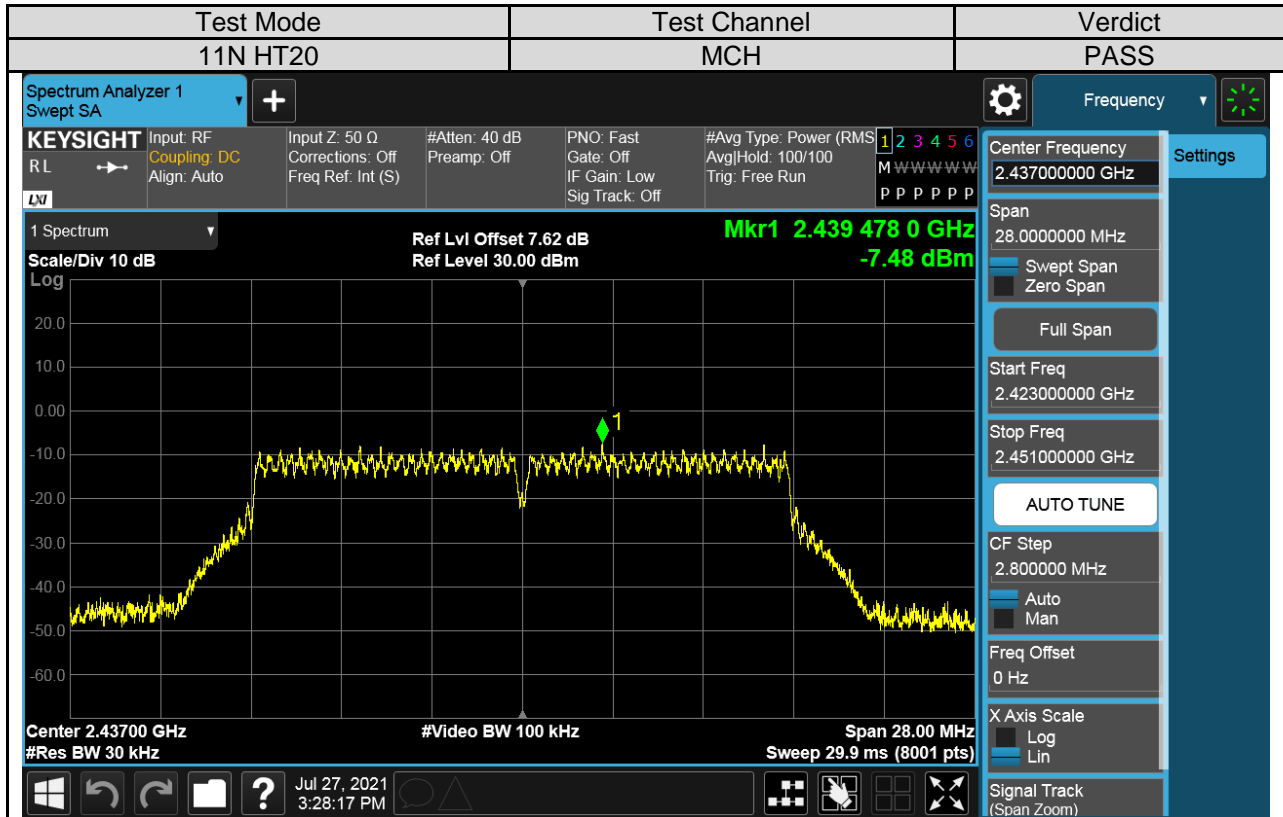 Test Mode Test Channel Verdict
11N HT20 MCH PASS
Spectrum Analyzer 1
Swept SA
Frequency
KEYSIGHT Input: RF Input Z: 50 Ω #Atten: 40 dB PNO: Fast #Avg Type: Power (RMS 1 2 3 4 5 6
RL Coupling: DC Corrections: Off Preamp: Off Gate: Off Avg|Hold: 100/100 M W W W W W
Align: Auto Freq Ref: Int (S) IF Gain: Low Trig: Free Run
LXI Sig Track: Off P P P P P P
1 Spectrum
Ref Lvl Offset 7.62 dB Mkr1 2.439 478 0 GHz
Scale/Div 10 dB Ref Level 30.00 dBm -7.48 dBm
Log
20.0
10.0
0.00
1
-10.0
-20.0
-30.0
-40.0
-50.0
-60.0
Center 2.43700 GHz #Video BW 100 kHz Span 28.00 MHz
#Res BW 30 kHz Sweep 29.9 ms (8001 pts)
Jul 27, 2021
3:28:17 PM
?
Settings
Center Frequency
2.437000000 GHz
Span
28.0000000 MHz
Swept Span
Zero Span
Full Span
Start Freq
2.423000000 GHz
Stop Freq
2.451000000 GHz
AUTO TUNE
CF Step
2.800000 MHz
Auto
Man
Freq Offset
0 Hz
X Axis Scale
Log
Lin
Signal Track
(Span Zoom)